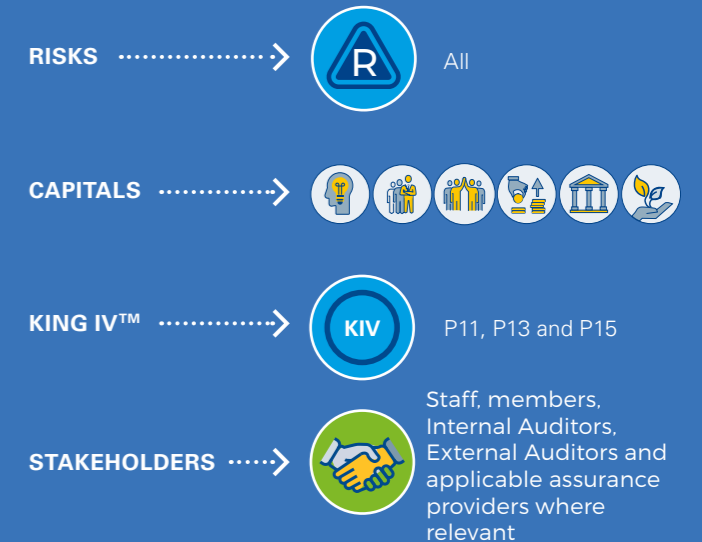 RISKS
R
All
CAPITALS
KING IV™
KIV
P11, P13 and P15
STAKEHOLDERS
Staff, members,
Internal Auditors,
External Auditors and
applicable assurance
providers where
relevant